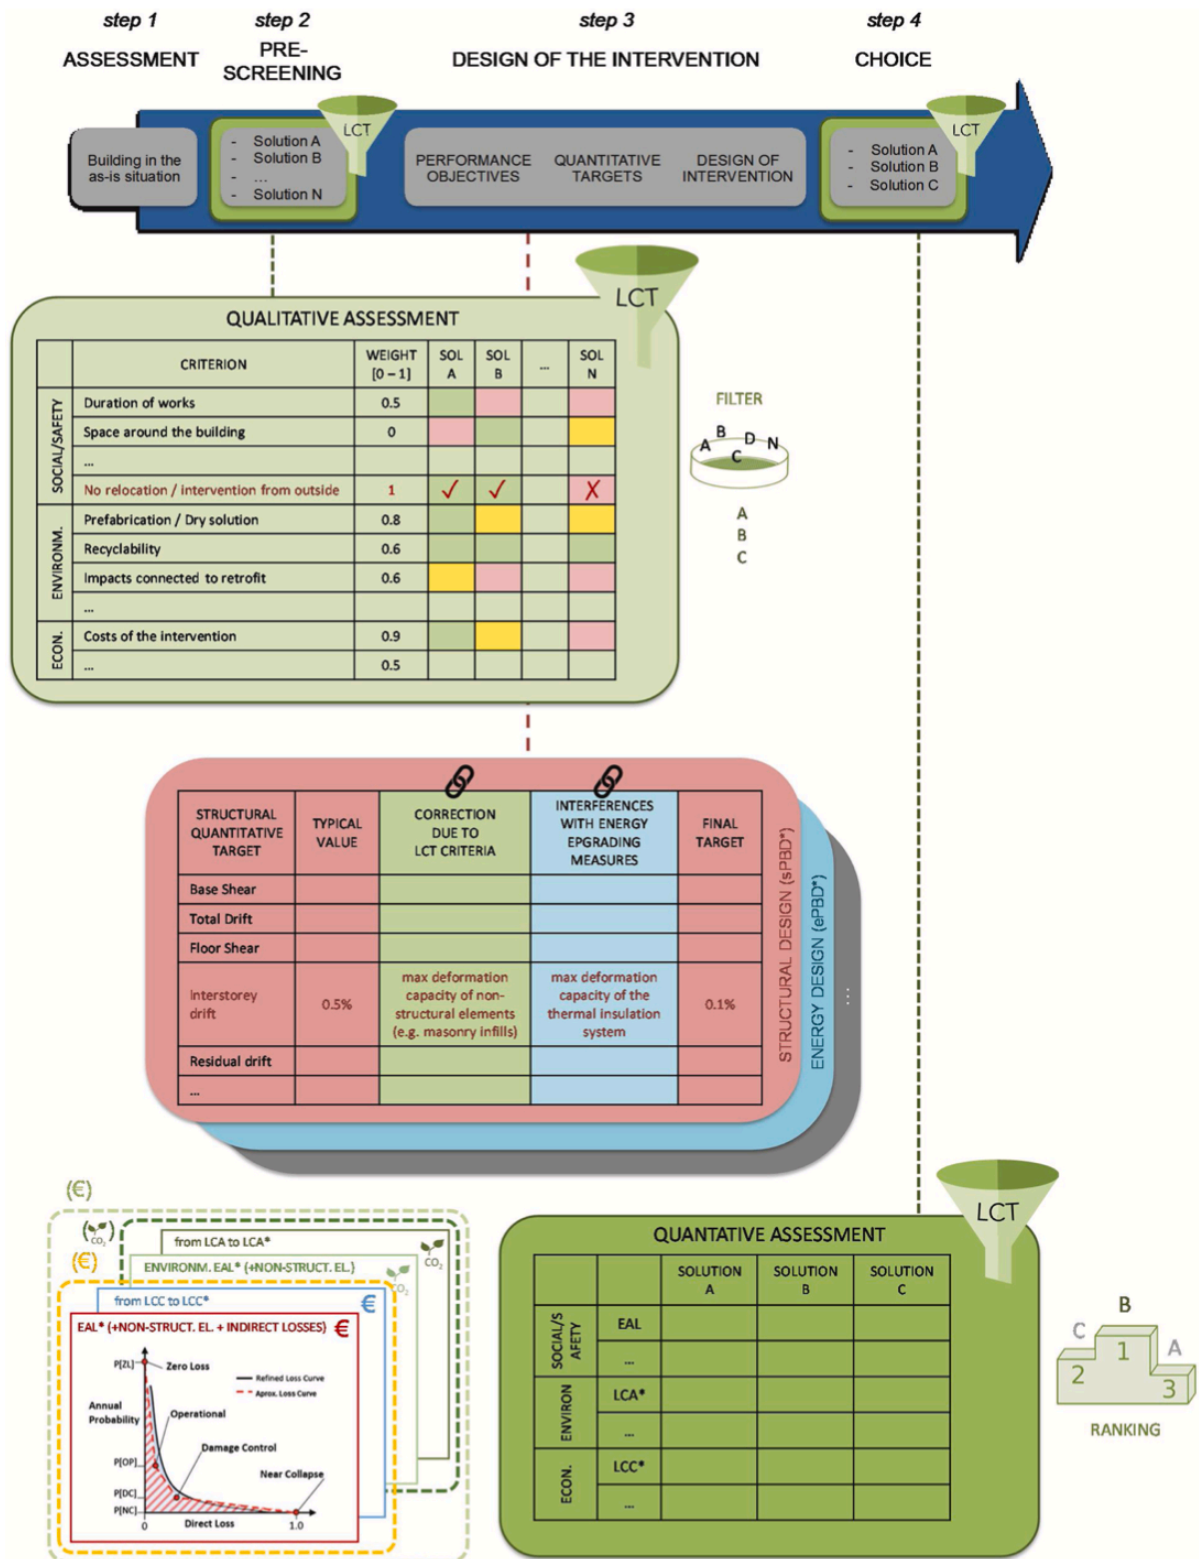 step 1
step 2
step 3
step 4
ASSESSMENT
PRE-
SCREENING
DESIGN OF THE INTERVENTION
CHOICE
LCT
LCT
Building in the
as-is situation
- Solution A
- Solution B
- ...
- Solution N
PERFORMANCE
OBJECTIVES
QUANTITATIVE
TARGETS
DESIGN OF
INTERVENTION
- Solution A
- Solution B
- Solution C
LCT
QUALITATIVE ASSESSMENT
CRITERION
WEIGHT
[0 – 1]
SOL
A
SOL
B
...
SOL
N
SOCIAL/SAFETY
Duration of works 0.5
Space around the building 0
...
No relocation / intervention from outside 1 ✓ ✓ ✗
ENVIRONM.
Prefabrication / Dry solution 0.8
Recyclability 0.6
Impacts connected to retrofit 0.6
...
ECON.
Costs of the intervention 0.9
... 0.5
FILTER
A B C D N
A
B
C
STRUCTURAL
QUANTITATIVE
TARGET
TYPICAL
VALUE
CORRECTION
DUE TO
LCT CRITERIA
INTERFERENCES
WITH ENERGY
EPGRADING
MEASURES
FINAL
TARGET
Base Shear
Total Drift
Floor Shear
Interstorey
drift
0.5%
max deformation
capacity of non-
structural elements
(e.g. masonry infills)
max deformation
capacity of the
thermal insulation
system
0.1%
Residual drift
...
STRUCTURAL DESIGN (sPBD*)
ENERGY DESIGN (ePBD*)
...
(€)
(CO2)
(€)
from LCA to LCA*
CO2
ENVIRONM. EAL* (+NON-STRUCT. EL.)
CO2
from LCC to LCC*
€
EAL* (+NON-STRUCT. EL. + INDIRECT LOSSES) €
P[ZL]
Zero Loss
Refined Loss Curve
Aprox. Loss Curve
Annual
Probability
Operational
Damage Control
P[OP]
Near Collapse
P[DC]
P[NC]
0
Direct Loss
1.0
LCT
QUANTATIVE ASSESSMENT
SOLUTION
A
SOLUTION
B
SOLUTION
C
SOCIAL/S
AFETY
EAL
...
ENVIRON
LCA*
...
ECON.
LCC*
...
B
C
A
1
2
3
RANKING